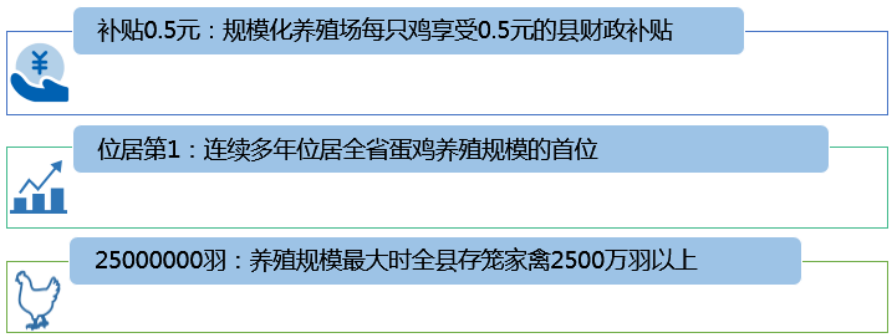 补贴0.5元：规模化养殖场每只鸡享受0.5元的县财政补贴
¥
位居第1：连续多年位居全省蛋鸡养殖规模的首位
25000000羽：养殖规模最大时全县存笼家禽2500万羽以上